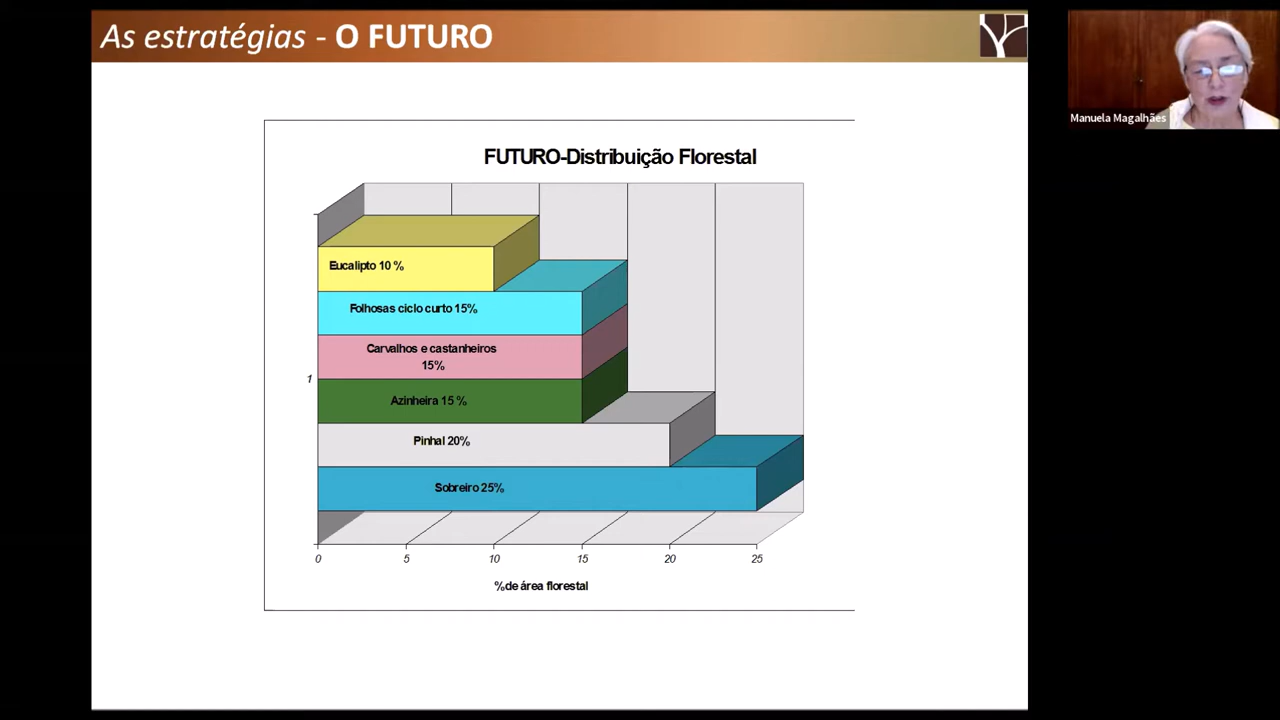 As estratégias - O FUTURO
Manuela Magalhães
FUTURO-Distribuição Florestal
Eucalipto 10 %
Folhosas ciclo curto 15%
Carvalhos e castanheiros
15%
1
Azinheira 15 %
Pinhal 20%
Sobreiro 25%
0 5 10 15 20 25
% de área florestal